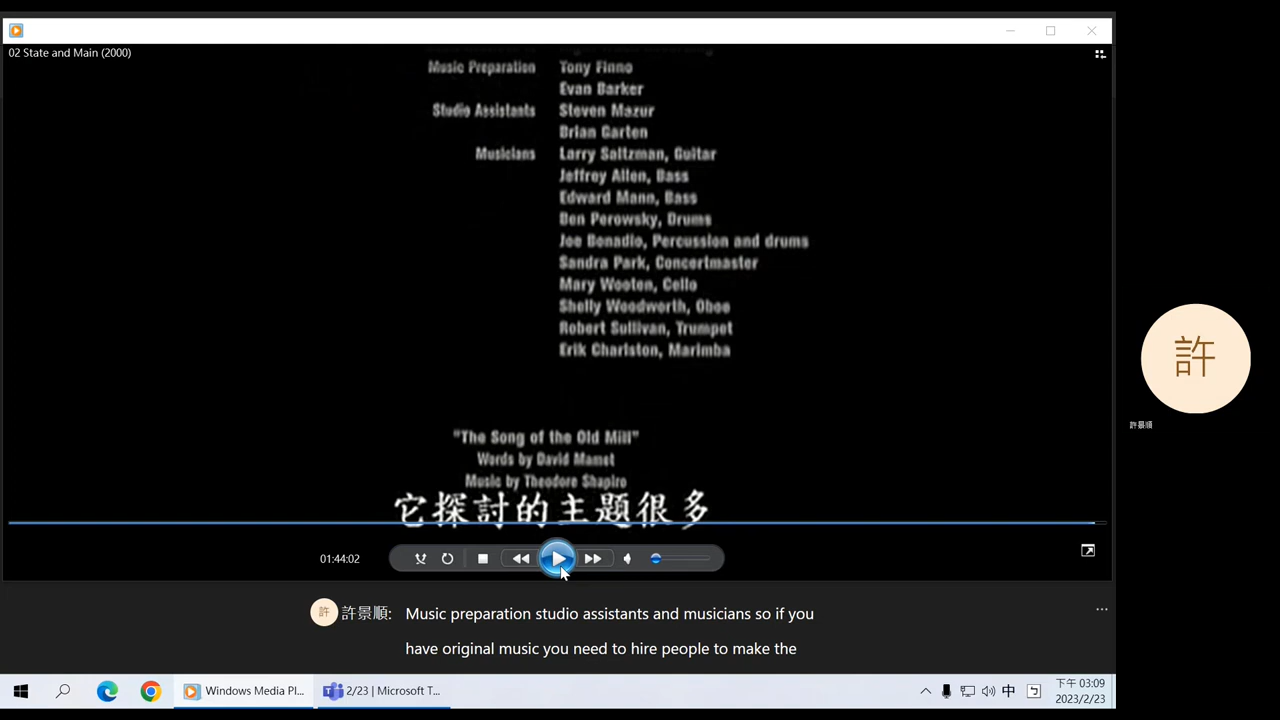 02 State and Main (2000)
Music Preparation Tony Finno
Evan Barker
Studio Assistants Steven Mazur
Brian Garten
Musicians Larry Saltzman, Guitar
Jeffrey Allen, Bass
Edward Mann, Bass
Ben Perowsky, Drums
Joe Bonadio, Percussion and drums
Sandra Park, Concertmaster
Mary Wooten, Cello
Shelly Woodworth, Oboe
Robert Sullivan, Trumpet
Erik Charlston, Marimba
"The Song of the Old Mill"
Words by David Mamet
Music by Theodore Shapiro
它探討的主題很多
01:44:02
許
許景順
許 許景順: Music preparation studio assistants and musicians so if you
have original music you need to hire people to make the
Windows Media Pl...
2/23 | Microsoft T...
中
下午 03:09
2023/2/23